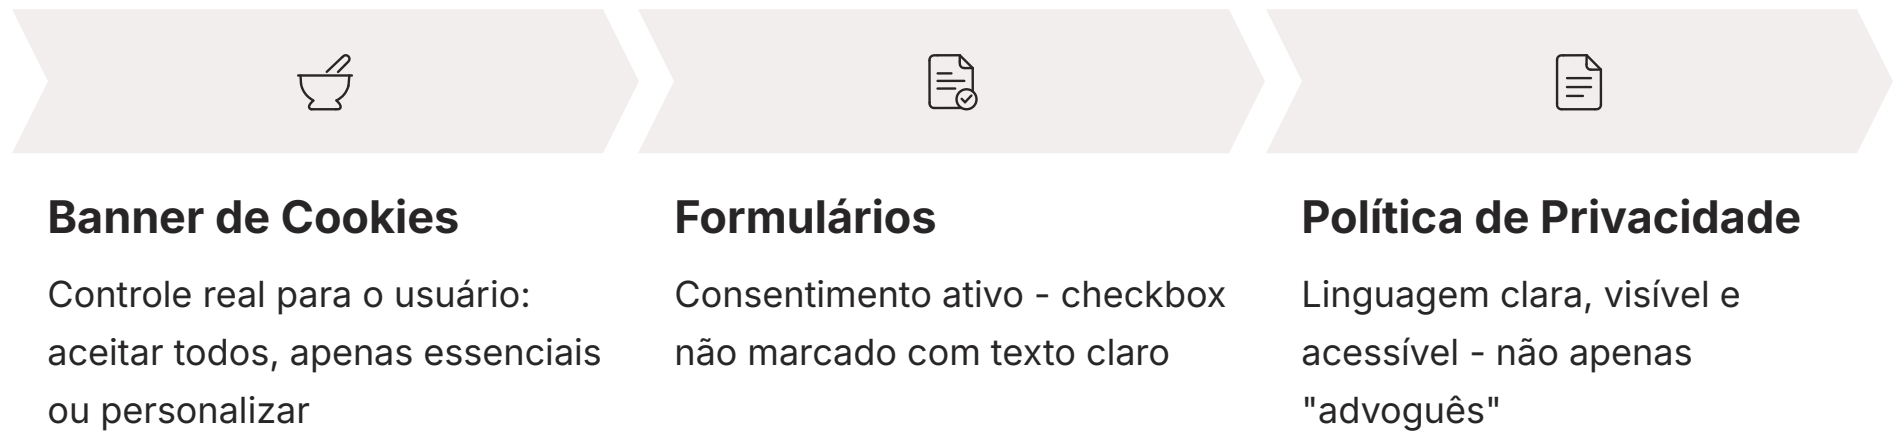 Banner de Cookies
Controle real para o usuário:
aceitar todos, apenas essenciais
ou personalizar
Formulários
Consentimento ativo - checkbox
não marcado com texto claro
Política de Privacidade
Linguagem clara, visível e
acessível - não apenas
"advoguês"